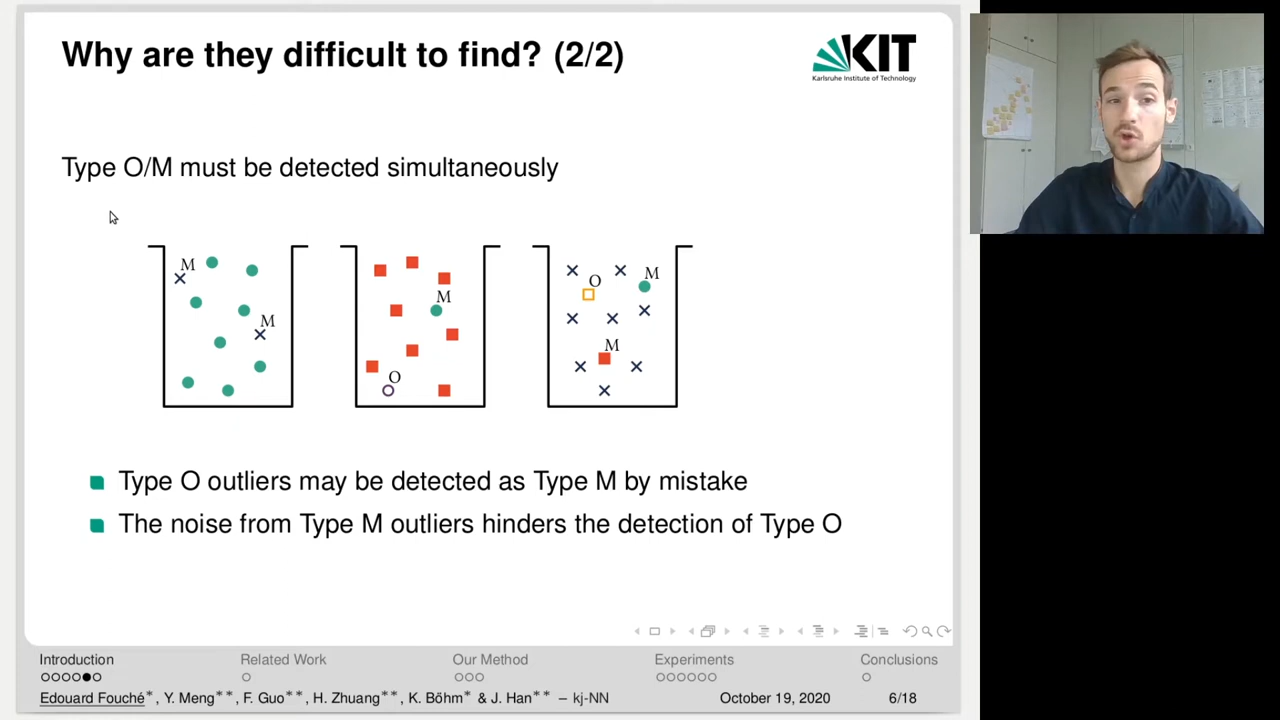 Why are they difficult to find? (2/2)
KIT
Karlsruhe Institute of Technology
Type O/M must be detected simultaneously
M
M
M
O
O
M
M
Type O outliers may be detected as Type M by mistake
The noise from Type M outliers hinders the detection of Type O
Introduction Related Work Our Method Experiments Conclusions
Edouard Fouché*, Y. Meng**, F. Guo**, H. Zhuang**, K. Böhm* & J. Han** – kj-NN October 19, 2020 6/18